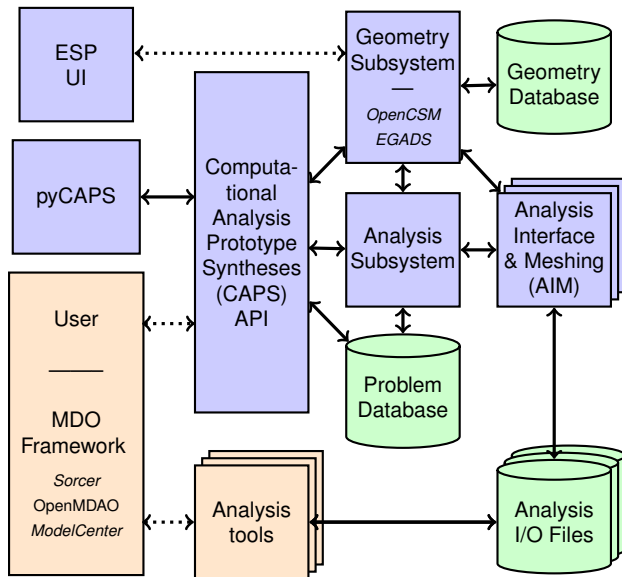 ESP
UI
Geometry
Subsystem
OpenCSM
EGADS
Geometry
Database
pyCAPS
Computa-
tional
Analysis
Prototype
Syntheses
(CAPS)
API
Analysis
Subsystem
Analysis
Interface
& Meshing
(AIM)
User
MDO
Framework
Sorcer
OpenMDAO
ModelCenter
Problem
Database
Analysis
tools
Analysis
I/O Files